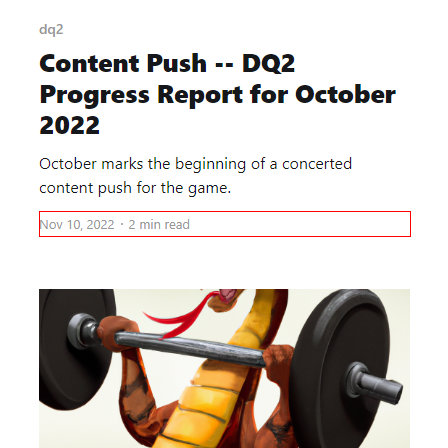 dq2
Content Push -- DQ2
Progress Report for October
2022
October marks the beginning of a concerted
content push for the game.
Nov 10, 2022 · 2 min read